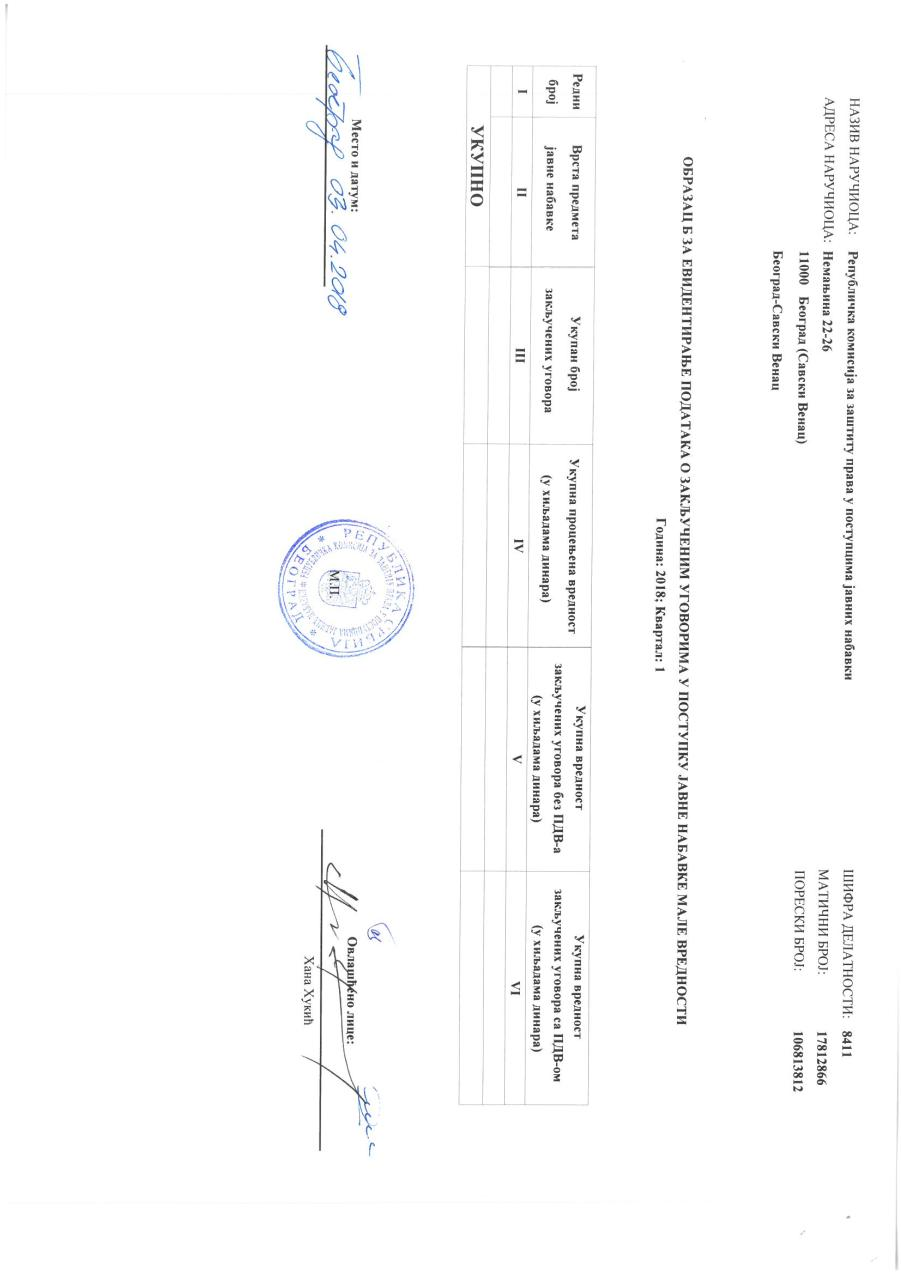 НАЗИВ НАРУЧИОЦА: Републичка комисија за заштиту права у поступцима јавних набавки
АДРЕСА НАРУЧИОЦА: Немањина 22-26
11000 Београд (Савски Венац)
Београд-Савски Венац
ШИФРА ДЕЛАТНОСТИ: 8411
МАТИЧНИ БРОЈ: 17812866
ПОРЕСКИ БРОЈ: 106813812
ОБРАЗАЦ Б ЗА ЕВИДЕНТИРАЊЕ ПОДАТАКА О ЗАКЉУЧЕНИМ УГОВОРИМА У ПОСТУПКУ ЈАВНЕ НАБАВКЕ МАЛЕ ВРЕДНОСТИ
Година: 2018; Квартал: 1
Редни
број
Врста предмета
јавне набавке
Укупан број
закључених уговора
Укупна процењена вредност
(у хиљадама динара)
Укупна вредност
закључених уговора без ПДВ-а
(у хиљадама динара)
Укупна вредност
закључених уговора са ПДВ-ом
(у хиљадама динара)
I II III IV V VI
УКУПНО
Место и датум:
Београд 03.04.2018
РЕПУБЛИКА СРБИЈА
БЕОГРАД
М.П.
Овлашћено лице:
Хана Хукић